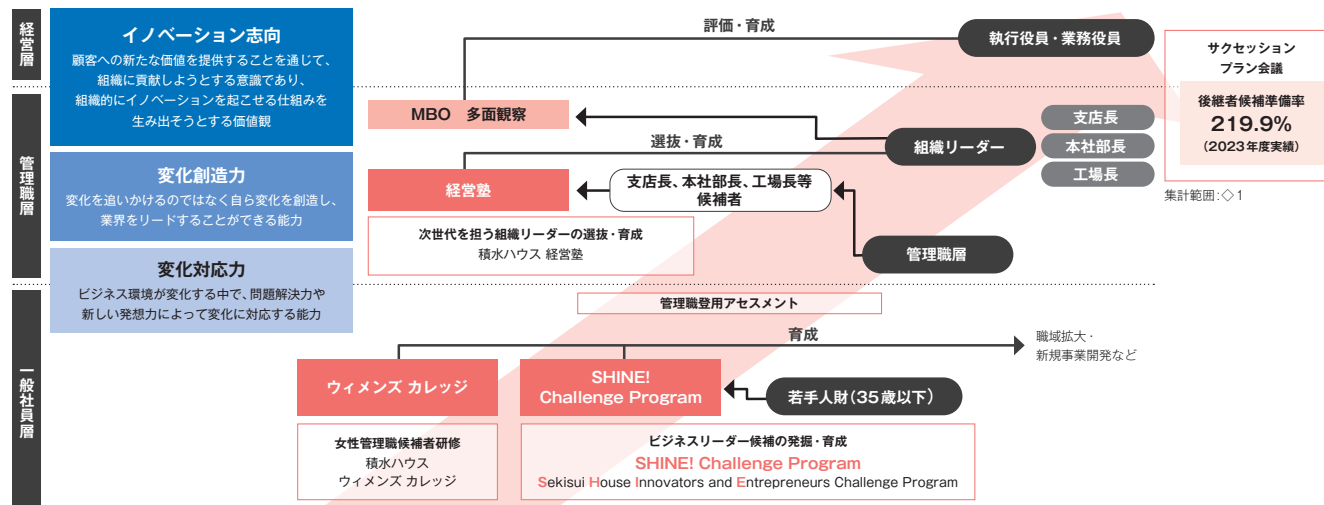 経営層
管理職層
一般社員層
イノベーション志向
顧客への新たな価値を提供することを通じて、
組織に貢献しようとする意識であり、
組織的にイノベーションを起こせる仕組みを
生み出そうとする価値観
変化創造力
変化を追いかけるのではなく自ら変化を創造し、
業界をリードすることができる能力
変化対応力
ビジネス環境が変化する中で、問題解決力や
新しい発想力によって変化に対応する能力
評価・育成
執行役員・業務役員
サクセッション
プラン会議
後継者候補準備率
219.9%
（2023年度実績）
集計範囲：◇1
MBO 多面観察
支店長
本社部長
工場長
選抜・育成
組織リーダー
経営塾
支店長、本社部長、工場長等
候補者
次世代を担う組織リーダーの選抜・育成
積水ハウス 経営塾
管理職層
管理職登用アセスメント
育成
職域拡大・
新規事業開発など
ウィメンズ カレッジ
SHINE!
Challenge Program
若手人財（35歳以下）
女性管理職候補者研修
積水ハウス
ウィメンズ カレッジ
ビジネスリーダー候補の発掘・育成
SHINE! Challenge Program
Sekisui House Innovators and Entrepreneurs Challenge Program